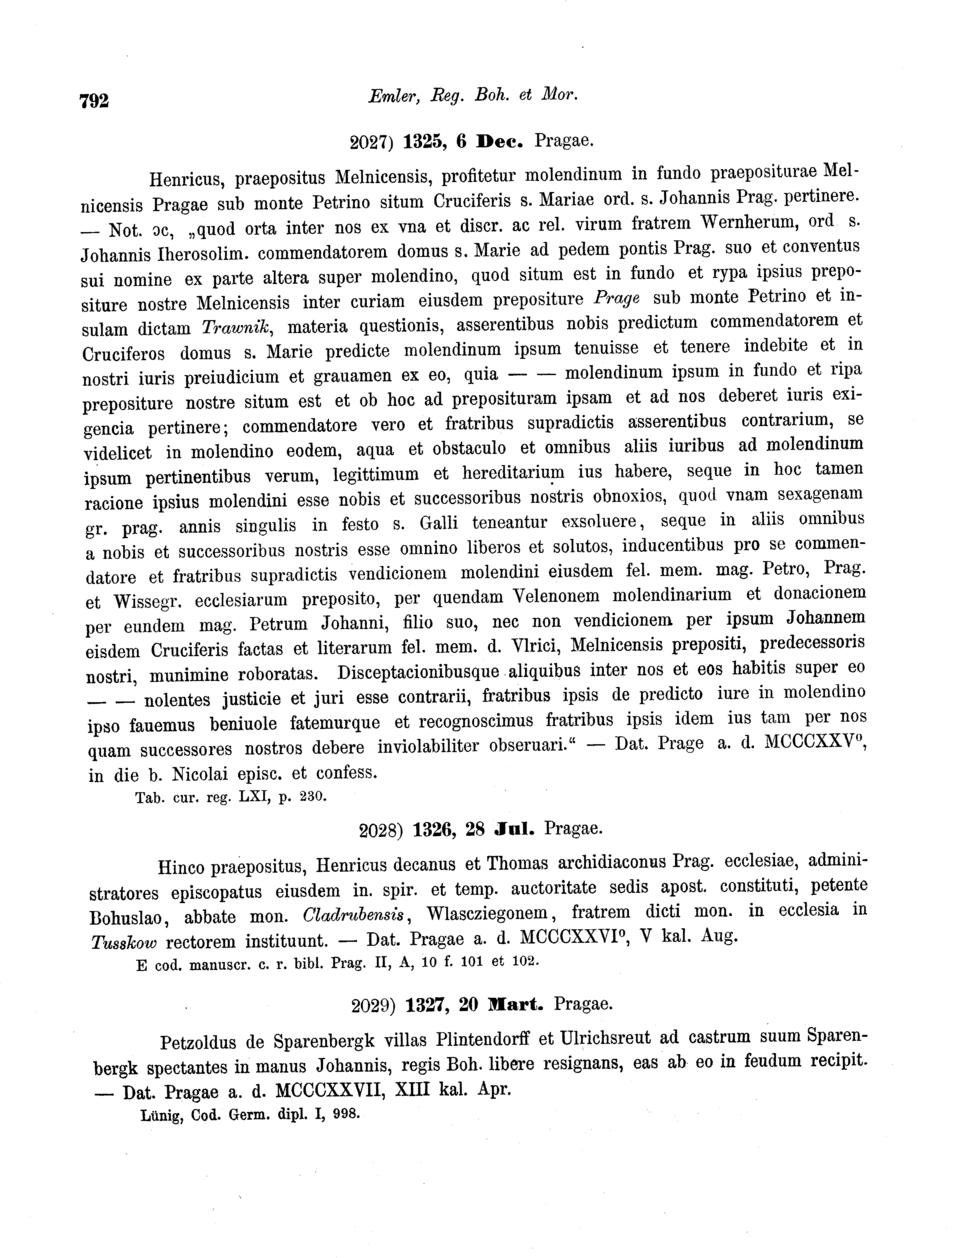 792
Emler, Reg. Boh. et Mor.
2027) 1325, 6 Dec. Pragae.
Henricus, praepositus Melnicensis, profitetur molendinum in fundo praepositurae Mel-
nicensis Pragae sub monte Petrino situm Cruciferis s. Mariae ord. s. Johannis Prag. pertinere.
— Not. ɔc, „quod orta inter nos ex vna et discr. ac rel. virum fratrem Wernherum, ord s.
Johannis Iherosolim. commendatorem domus s. Marie ad pedem pontis Prag. suo et conventus
sui nomine ex parte altera super molendino, quod situm est in fundo et rypa ipsius prepo-
siture nostre Melnicensis inter curiam eiusdem prepositure Prage sub monte Petrino et in-
sulam dictam Trawnik, materia questionis, asserentibus nobis predictum commendatorem et
Cruciferos domus s. Marie predicte molendinum ipsum tenuisse et tenere indebite et in
nostri iuris preiudicium et grauamen ex eo, quia — — molendinum ipsum in fundo et ripa
prepositure nostre situm est et ob hoc ad preposituram ipsam et ad nos deberet iuris exi-
gencia pertinere; commendatore vero et fratribus supradictis asserentibus contrarium, se
videlicet in molendino eodem, aqua et obstaculo et omnibus aliis iuribus ad molendinum
ipsum pertinentibus verum, legittimum et hereditarium ius habere, seque in hoc tamen
racione ipsius molendini esse nobis et successoribus nostris obnoxios, quod vnam sexagenam
gr. prag. annis singulis in festo s. Galli teneantur exsoluere, seque in aliis omnibus
a nobis et successoribus nostris esse omnino liberos et solutos, inducentibus pro se commen-
datore et fratribus supradictis vendicionem molendini eiusdem fel. mem. mag. Petro, Prag.
et Wissegr. ecclesiarum preposito, per quendam Velenonem molendinarium et donacionem
per eundem mag. Petrum Johanni, filio suo, nec non vendicionem per ipsum Johannem
eisdem Cruciferis factas et literarum fel. mem. d. Vlrici, Melnicensis prepositi, predecessoris
nostri, munimine roboratas. Disceptacionibusque aliquibus inter nos et eos habitis super eo
— — nolentes justicie et juri esse contrarii, fratribus ipsis de predicto iure in molendino
ipso fauemus beniuole fatemurque et recognoscimus fratribus ipsis idem ius tam per nos
quam successores nostros debere inviolabiliter obseruari.“ — Dat. Prage a. d. MCCCXXVº,
in die b. Nicolai episc. et confess.
Tab. cur. reg. LXI, p. 230.
2028) 1326, 28 Jul. Pragae.
Hinco praepositus, Henricus decanus et Thomas archidiaconus Prag. ecclesiae, admini-
stratores episcopatus eiusdem in. spir. et temp. auctoritate sedis apost. constituti, petente
Bohuslao, abbate mon. Cladrubensis, Wlascziegonem, fratrem dicti mon. in ecclesia in
Tusskow rectorem instituunt. — Dat. Pragae a. d. MCCCXXVIº, V kal. Aug.
E cod. manuscr. c. r. bibl. Prag. II, A, 10 f. 101 et 102.
2029) 1327, 20 Mart. Pragae.
Petzoldus de Sparenbergk villas Plintendorff et Ulrichsreut ad castrum suum Sparen-
bergk spectantes in manus Johannis, regis Boh. libere resignans, eas ab eo in feudum recipit.
— Dat. Pragae a. d. MCCCXXVII, XIII kal. Apr.
Lünig, Cod. Germ. dipl. I, 998.